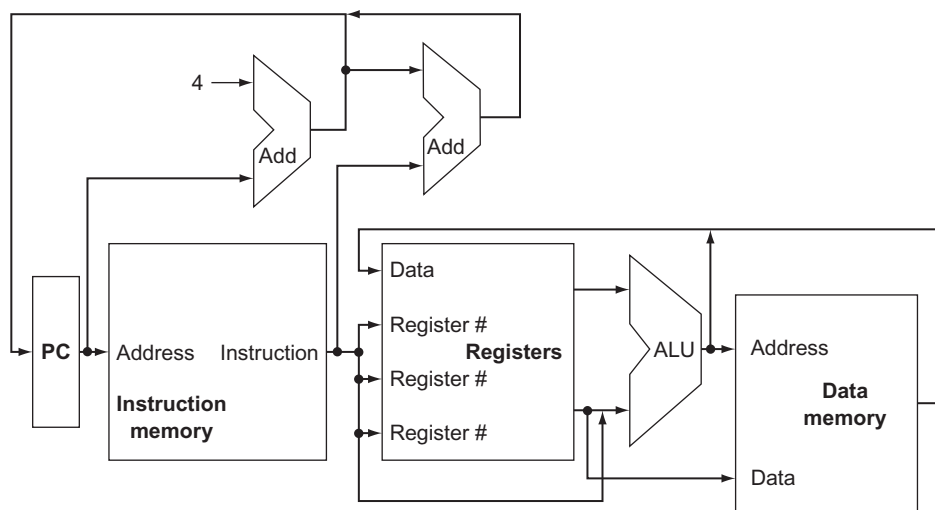 4
Add
Add
Data
Register #
Register #
Register #
Registers
PC
Address
Instruction
Instruction
memory
ALU
Address
Data
memory
Data